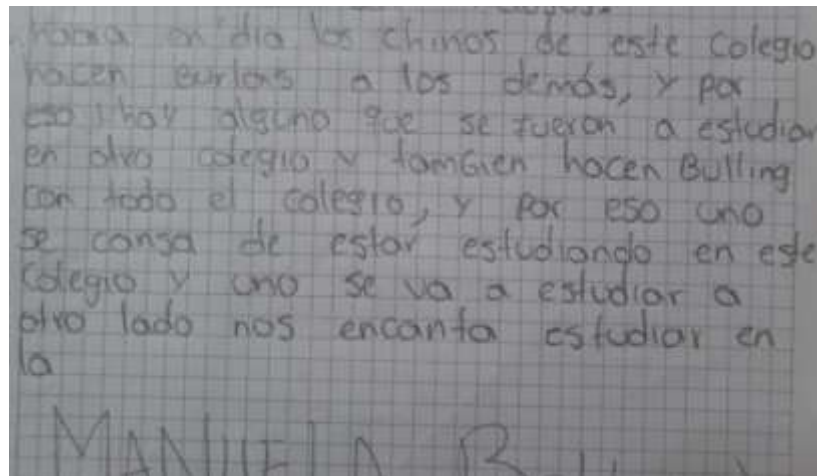 haora en dia los chinos de este colegio
hacen burlas a los demás, y por
eso hay alguno que se fueron a estudiar
en otro colegio y tambien hacen Bulling
con todo el colegio, y por eso uno
se cansa de estar estudiando en este
colegio y uno se va a estudiar a
otro lado nos encanta estudiar en
la
MANUELA